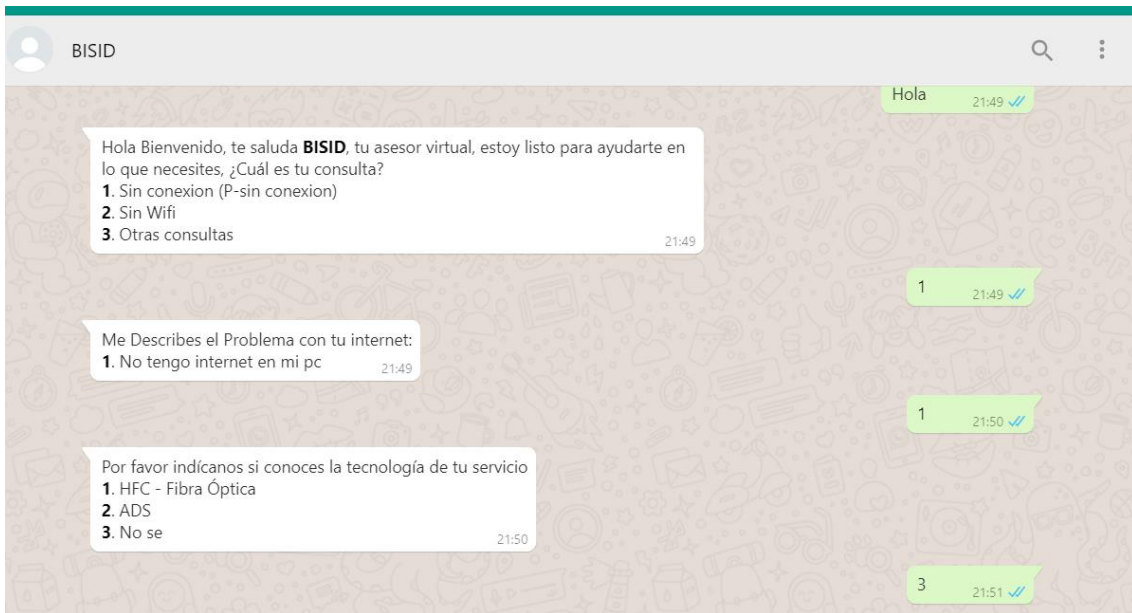 BISID
Hola
21:49
Hola Bienvenido, te saluda BISID, tu asesor virtual, estoy listo para ayudarte en
lo que necesites, ¿Cuál es tu consulta?
1. Sin conexion (P-sin conexion)
2. Sin Wifi
3. Otras consultas
21:49
1
21:49
Me Describes el Problema con tu internet:
1. No tengo internet en mi pc
21:49
1
21:50
Por favor indícanos si conoces la tecnología de tu servicio
1. HFC - Fibra Óptica
2. ADS
3. No se
21:50
3
21:51